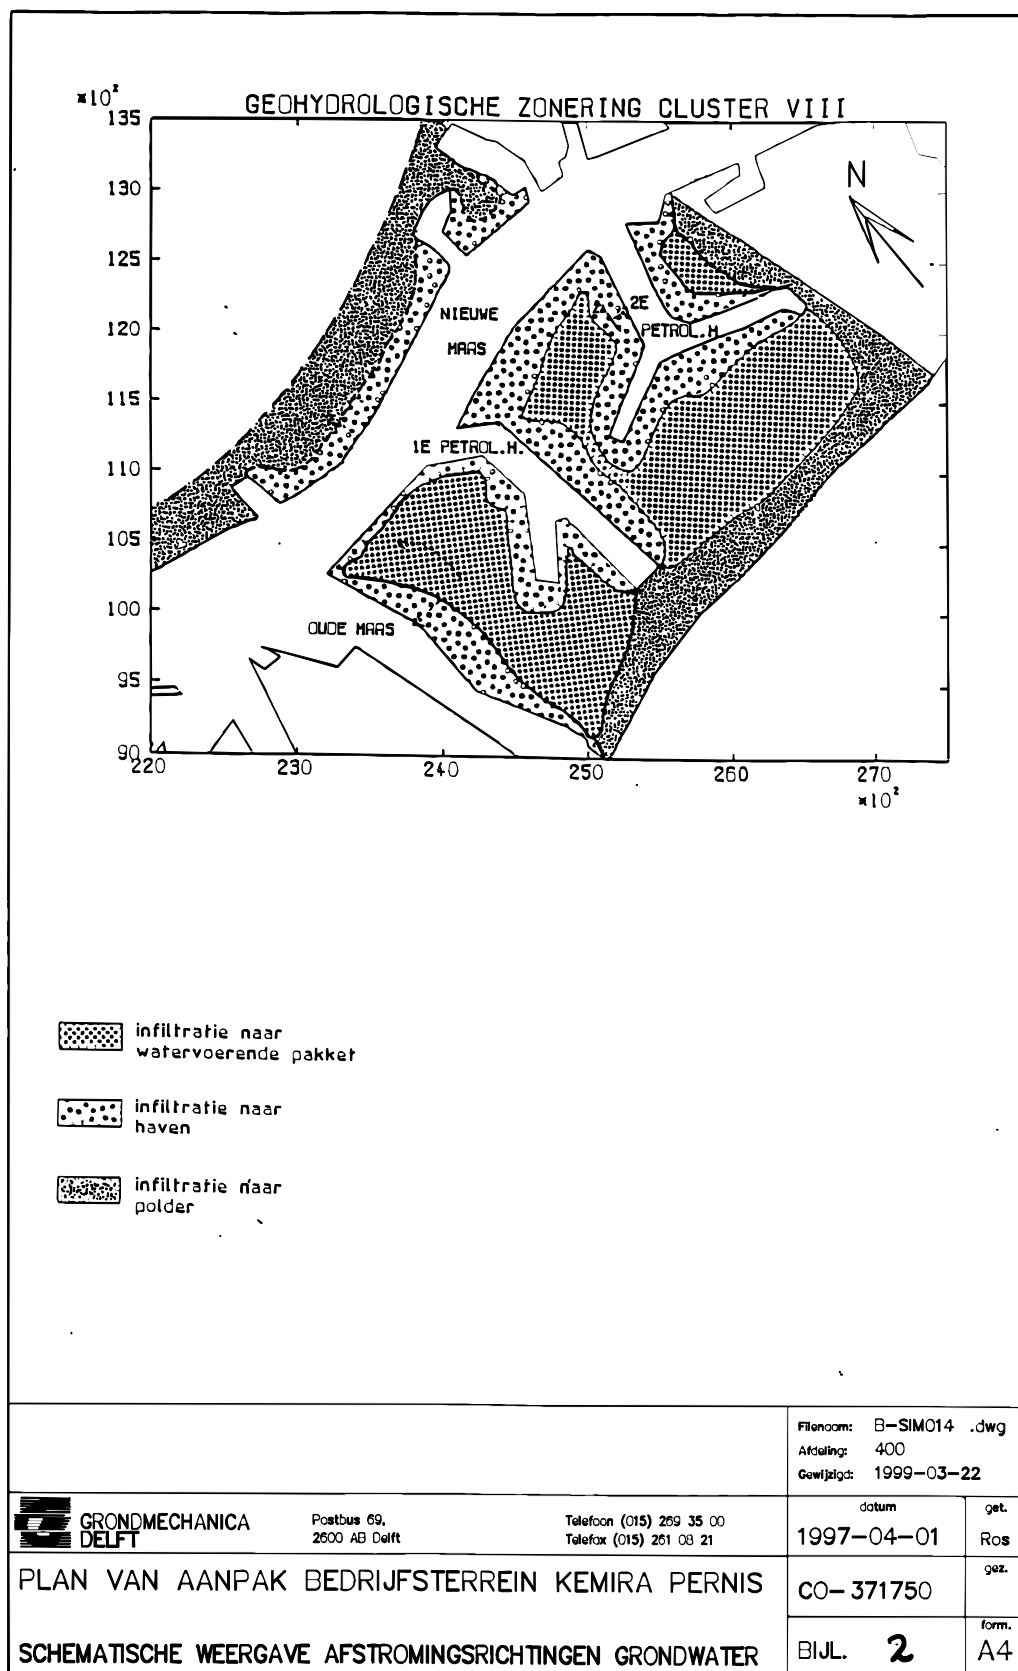 *10²
GEOHYDROLOGISCHE ZONERING CLUSTER VIII
135
130
125
120
115
110
105
100
95
90
N
NIEUWE
MAAS
2E
PETROL.H.
1E PETROL.H.
OUDE MAAS
220
230
240
250
260
270
*10²
infiltratie naar
watervoerende pakket
infiltratie naar
haven
infiltratie naar
polder
Filenaam: B-SIM014 .dwg
Afdeling: 400
Gewijzigd: 1999-03-22
GRONDMECHANICA
DELFT
Postbus 69,
2600 AB Delft
Telefoon (015) 269 35 00
Telefax (015) 261 08 21
datum
1997-04-01
get.
Ros
PLAN VAN AANPAK BEDRIJFSTERREIN KEMIRA PERNIS
CO-371750
gez.
SCHEMATISCHE WEERGAVE AFSTROMINGSRICHTINGEN GRONDWATER
BIJL. 2
form.
A4